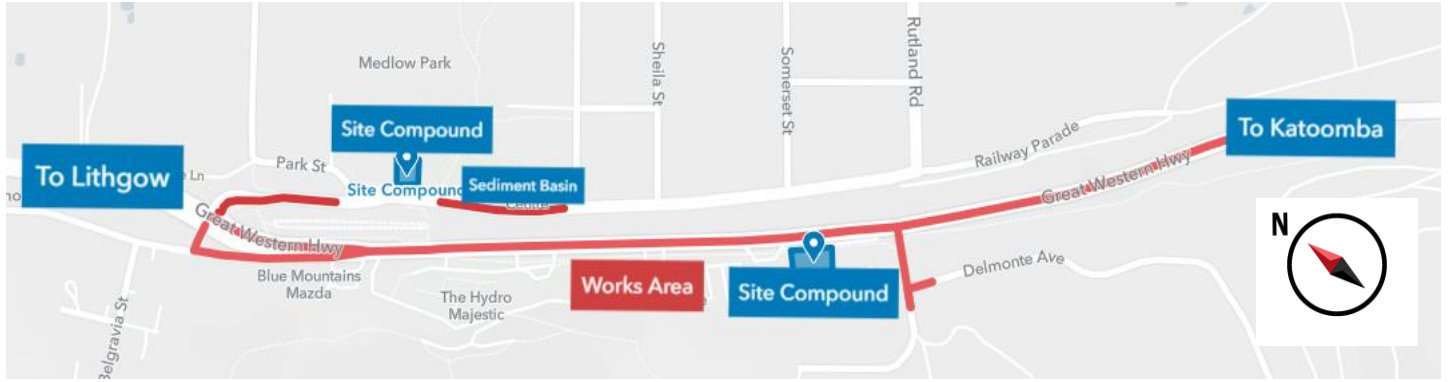 Medlow Park
Sheila St
Somerset St
Rutland Rd
Site Compound
To Katoomba
To Lithgow
Park St
Ln
Site Compound
Sediment Basin
Railway Parade
Great Western Hwy
Great Western Hwy
N
Blue Mountains
Mazda
The Hydro
Majestic
Works Area
Site Compound
Delmonte Ave
Belgravia St